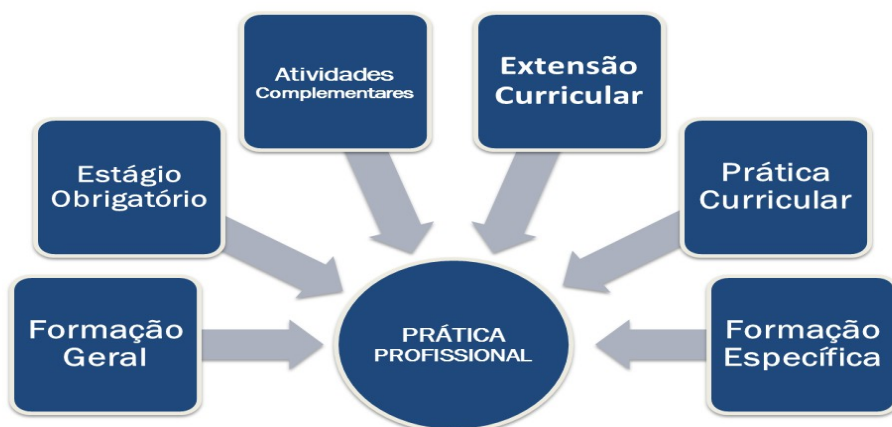 Atividades
Complementares
Extensão
Curricular
Estágio
Obrigatório
Prática
Curricular
Formação
Geral
PRÁTICA
PROFISSIONAL
Formação
Específica